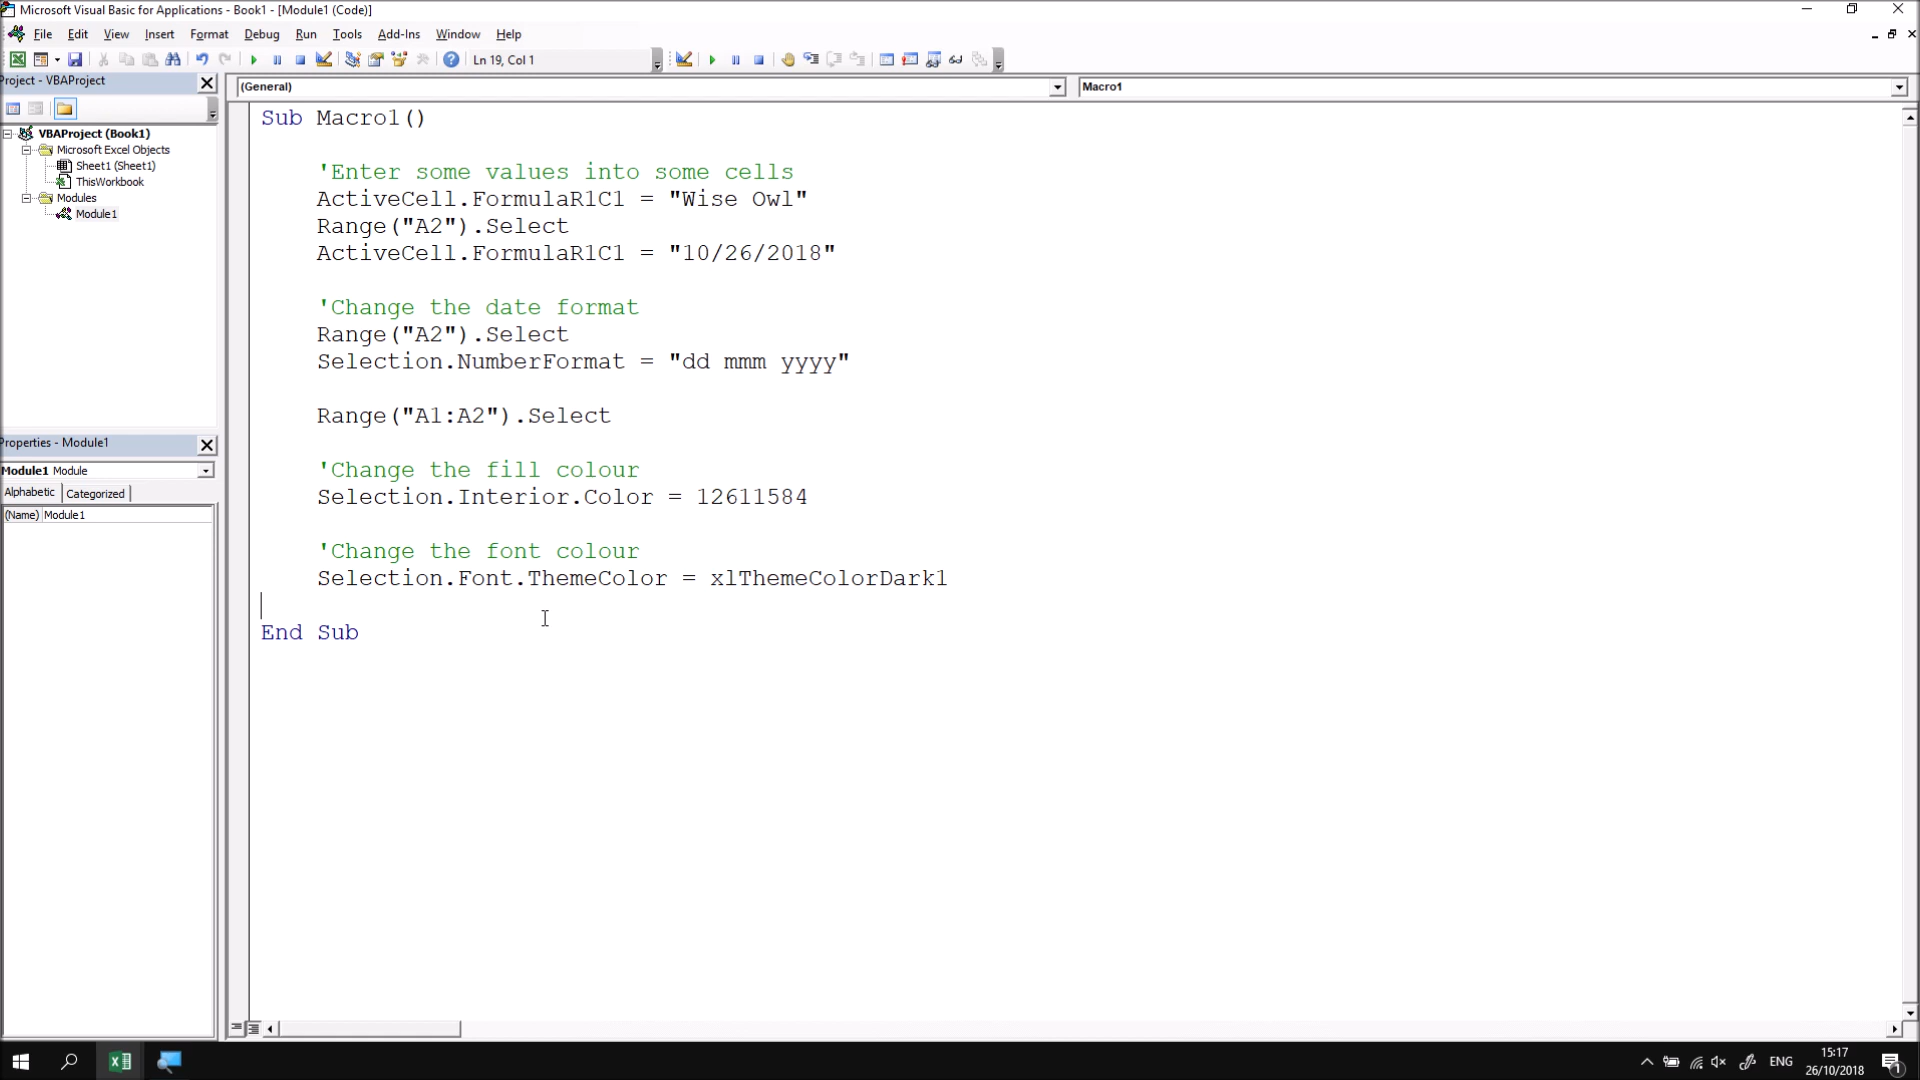 Microsoft Visual Basic for Applications - Book1 - [Module1 (Code)]
File Edit View Insert Format Debug Run Tools Add-Ins Window Help
Ln 19, Col 1
Project - VBAProject
(General)
Macro1
VBAProject (Book1)
Microsoft Excel Objects
Sheet1 (Sheet1)
ThisWorkbook
Modules
Module1
Properties - Module1
Module1 Module
Alphabetic Categorized
(Name) Module1
Sub Macro1()
'Enter some values into some cells
ActiveCell.FormulaR1C1 = "Wise Owl"
Range("A2").Select
ActiveCell.FormulaR1C1 = "10/26/2018"
'Change the date format
Range("A2").Select
Selection.NumberFormat = "dd mmm yyyy"
Range("A1:A2").Select
'Change the fill colour
Selection.Interior.Color = 12611584
'Change the font colour
Selection.Font.ThemeColor = xlThemeColorDark1
End Sub
ENG
15:17
26/10/2018
1